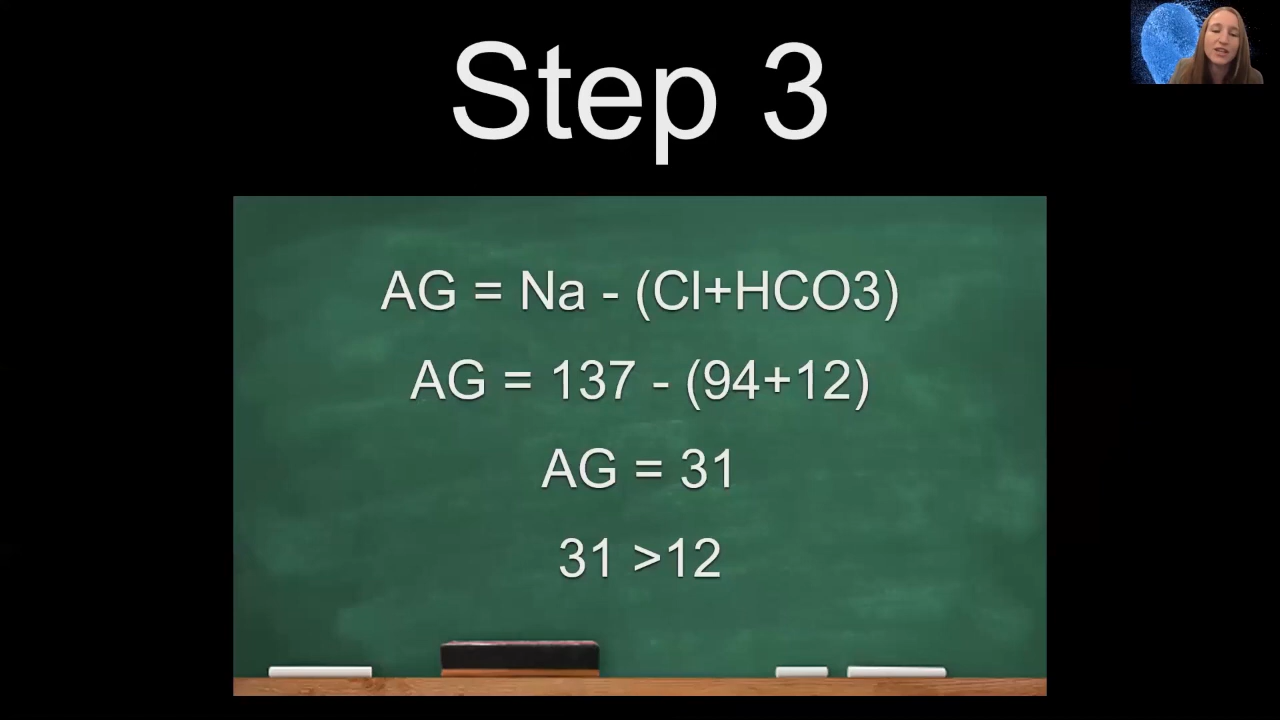 Step 3
AG = Na - (Cl+HCO3)
AG = 137 - (94+12)
AG = 31
31 >12